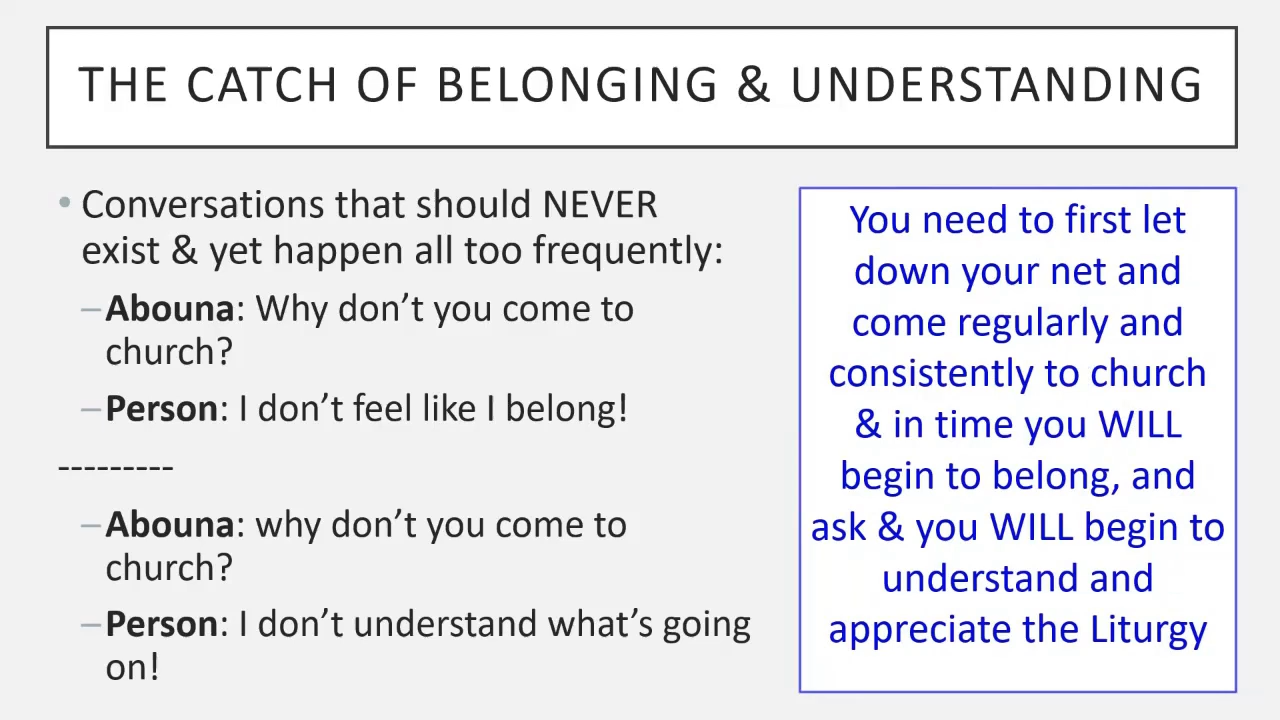 THE CATCH OF BELONGING & UNDERSTANDING
• Conversations that should NEVER
exist & yet happen all too frequently:
–Abouna: Why don’t you come to
church?
–Person: I don’t feel like I belong!
---------
–Abouna: why don’t you come to
church?
–Person: I don’t understand what’s going
on!
You need to first let
down your net and
come regularly and
consistently to church
& in time you WILL
begin to belong, and
ask & you WILL begin to
understand and
appreciate the Liturgy